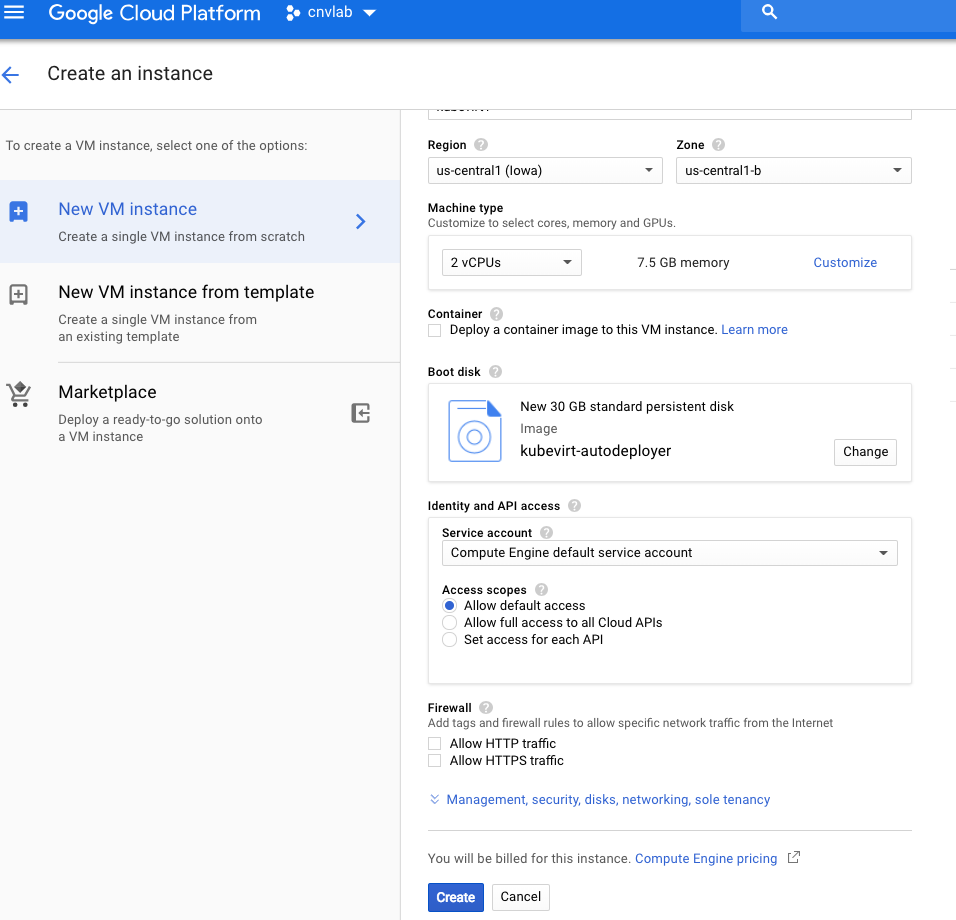 Google Cloud Platform
cnvlab
Create an instance
To create a VM instance, select one of the options:
New VM instance
Create a single VM instance from scratch
New VM instance from template
Create a single VM instance from
an existing template
Marketplace
Deploy a ready-to-go solution onto
a VM instance
Region ?
Zone ?
us-central1 (Iowa)
us-central1-b
Machine type
Customize to select cores, memory and GPUs.
2 vCPUs
7.5 GB memory
Customize
Container ?
Deploy a container image to this VM instance. Learn more
Boot disk ?
New 30 GB standard persistent disk
Image
kubevirt-autodeployer
Change
Identity and API access ?
Service account ?
Compute Engine default service account
Access scopes ?
Allow default access
Allow full access to all Cloud APIs
Set access for each API
Firewall ?
Add tags and firewall rules to allow specific network traffic from the Internet
Allow HTTP traffic
Allow HTTPS traffic
Management, security, disks, networking, sole tenancy
You will be billed for this instance. Compute Engine pricing
Create
Cancel